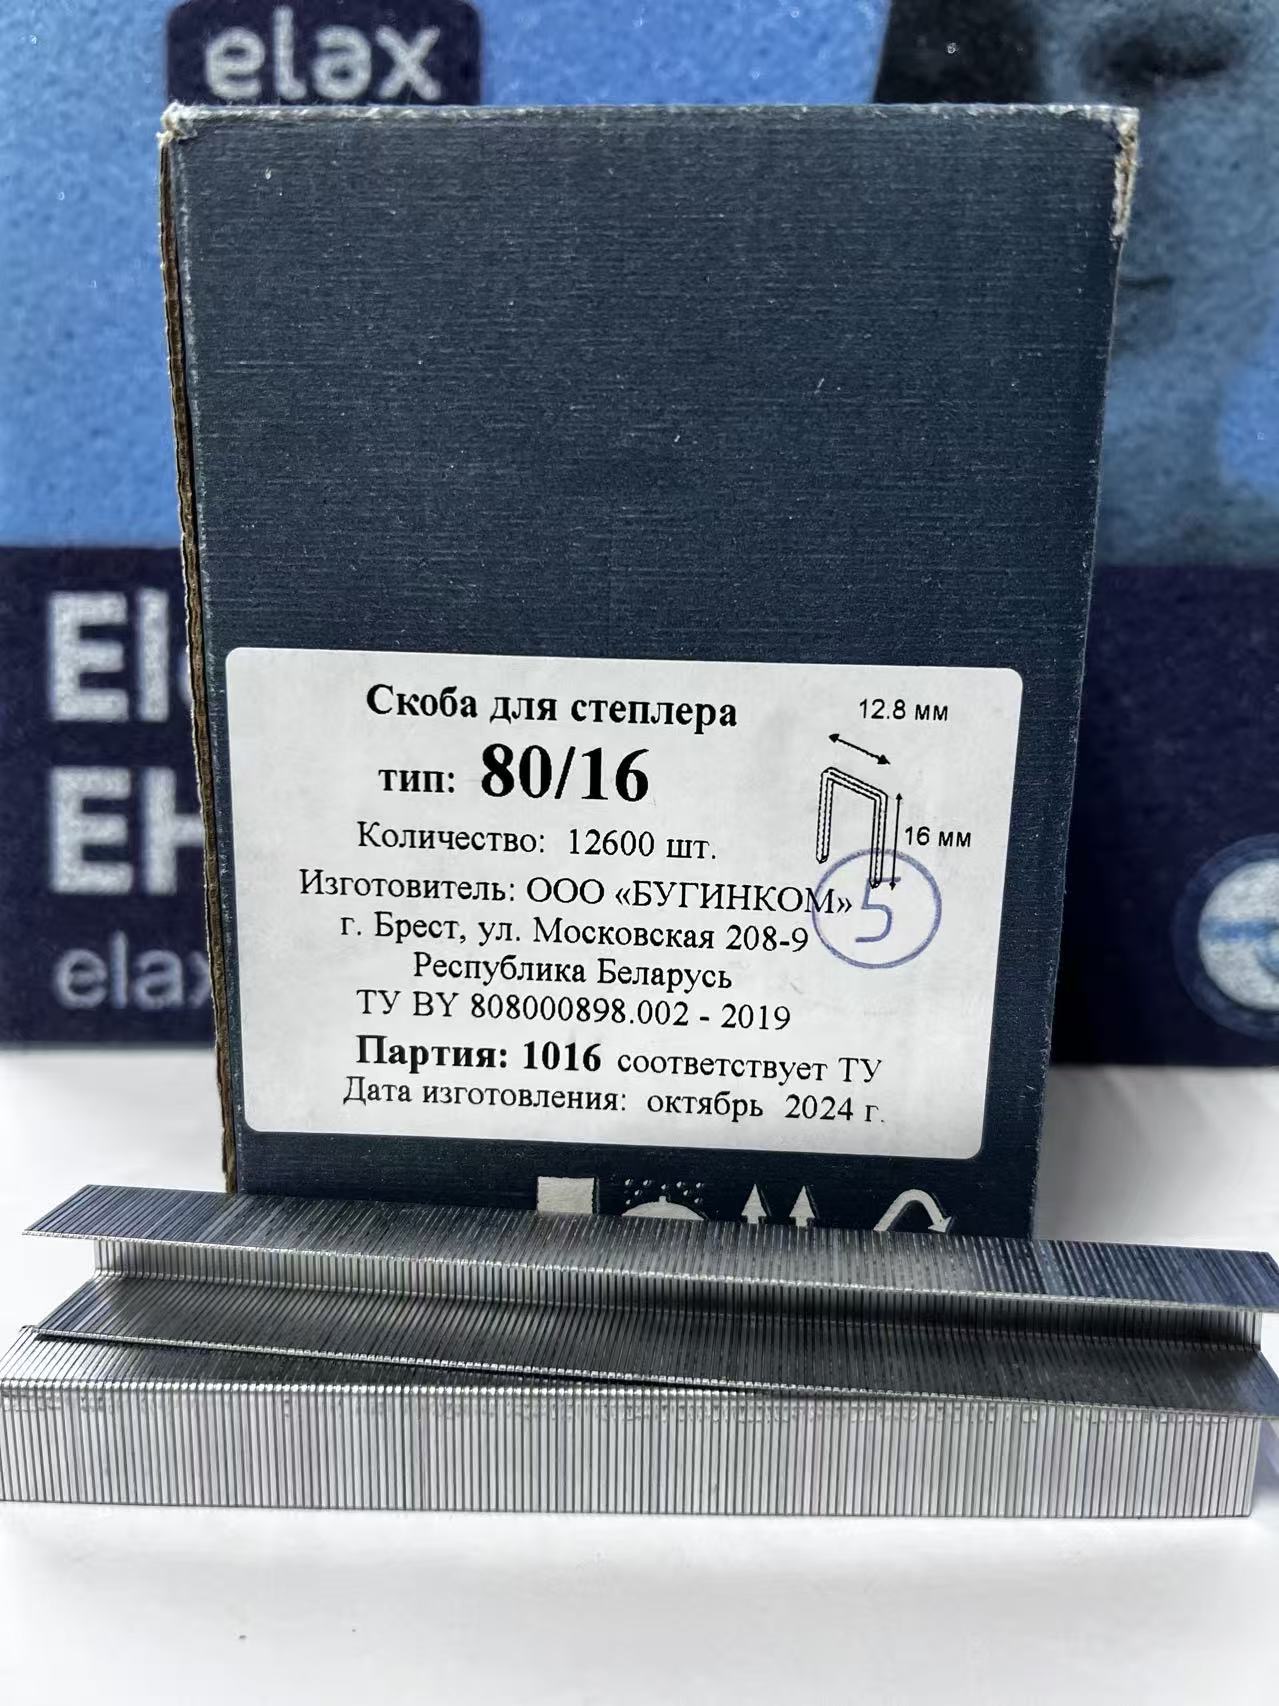 elax
Скоба для степлера
тип: 80/16
12.8 мм
16 мм
Количество: 12600 шт.
Изготовитель: ООО «БУГИНКОМ»
5
г. Брест, ул. Московская 208-9
Республика Беларусь
ТУ BY 808000898.002 - 2019
Партия: 1016 соответствует ТУ
Дата изготовления: октябрь 2024 г.
elax